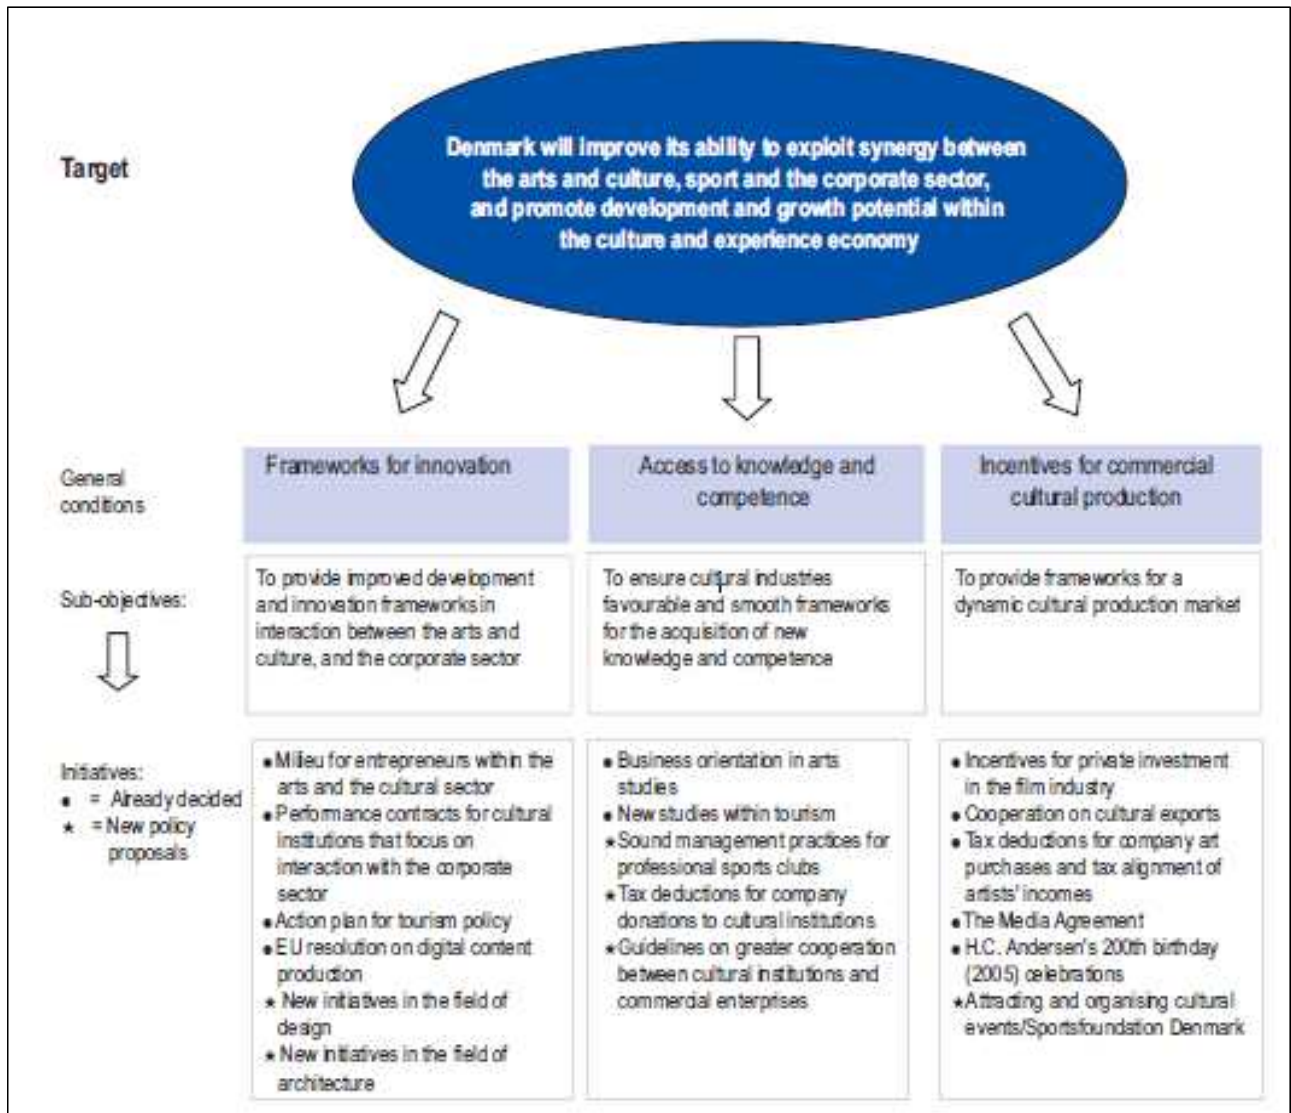 Target
Denmark will improve its ability to exploit synergy between
the arts and culture, sport and the corporate sector,
and promote development and growth potential within
the culture and experience economy
General
conditions
Frameworks for innovation
Access to knowledge and
competence
Incentives for commercial
cultural production
Sub-objectives:
To provide improved development
and innovation frameworks in
interaction between the arts and
culture, and the corporate sector
To ensure cultural industries
favourable and smooth frameworks
for the acquisition of new
knowledge and competence
To provide frameworks for a
dynamic cultural production market
Initiatives:
● = Already decided
★ = New policy
proposals
● Milieu for entrepreneurs within the
arts and the cultural sector
● Performance contracts for cultural
institutions that focus on
interaction with the corporate
sector
● Action plan for tourism policy
● EU resolution on digital content
production
★ New initiatives in the field of
design
★ New initiatives in the field of
architecture
● Business orientation in arts
studies
● New studies within tourism
★ Sound management practices for
professional sports clubs
★ Tax deductions for company
donations to cultural institutions
★ Guidelines on greater cooperation
between cultural institutions and
commercial enterprises
● Incentives for private investment
in the film industry
● Cooperation on cultural exports
● Tax deductions for company art
purchases and tax alignment of
artists' incomes
● The Media Agreement
● H.C. Andersen's 200th birthday
(2005) celebrations
★ Attracting and organising cultural
events/Sportsfoundation Denmark